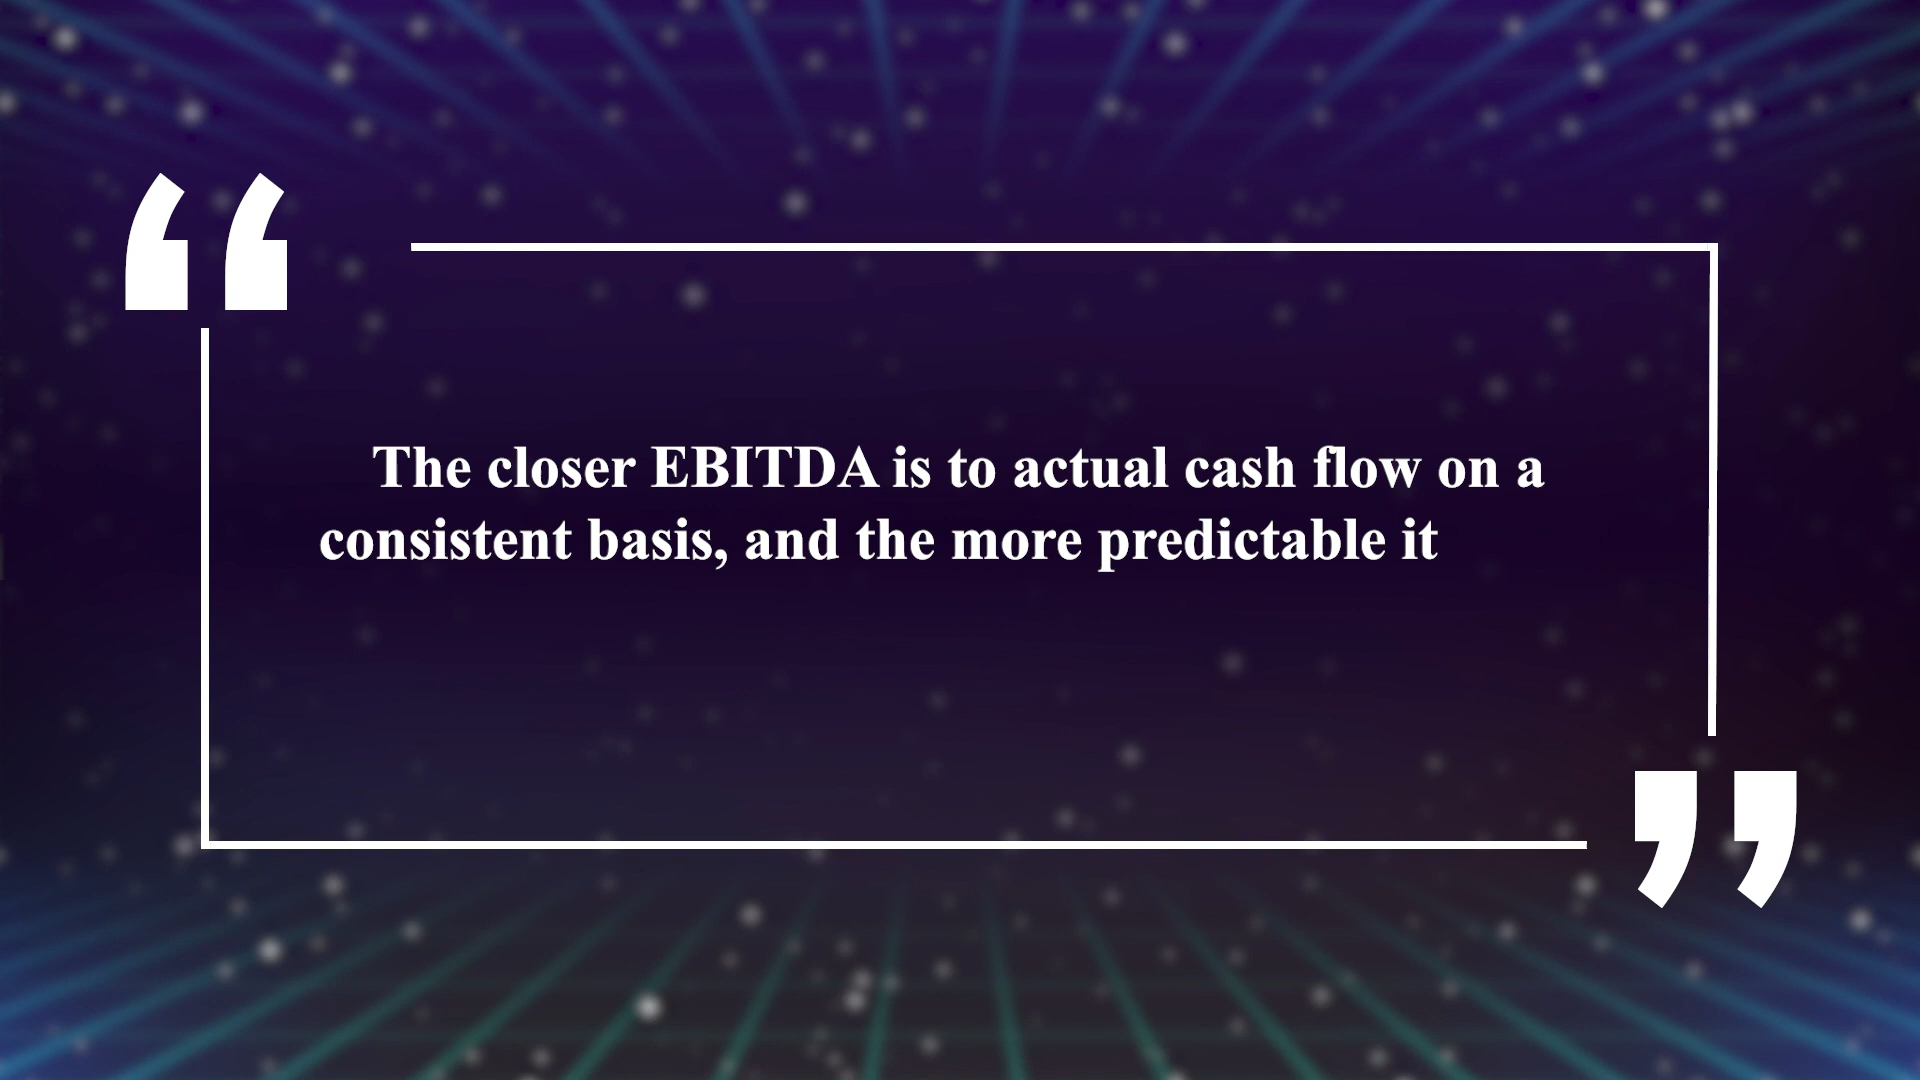 “
The closer EBITDA is to actual cash flow on a
consistent basis, and the more predictable it
”